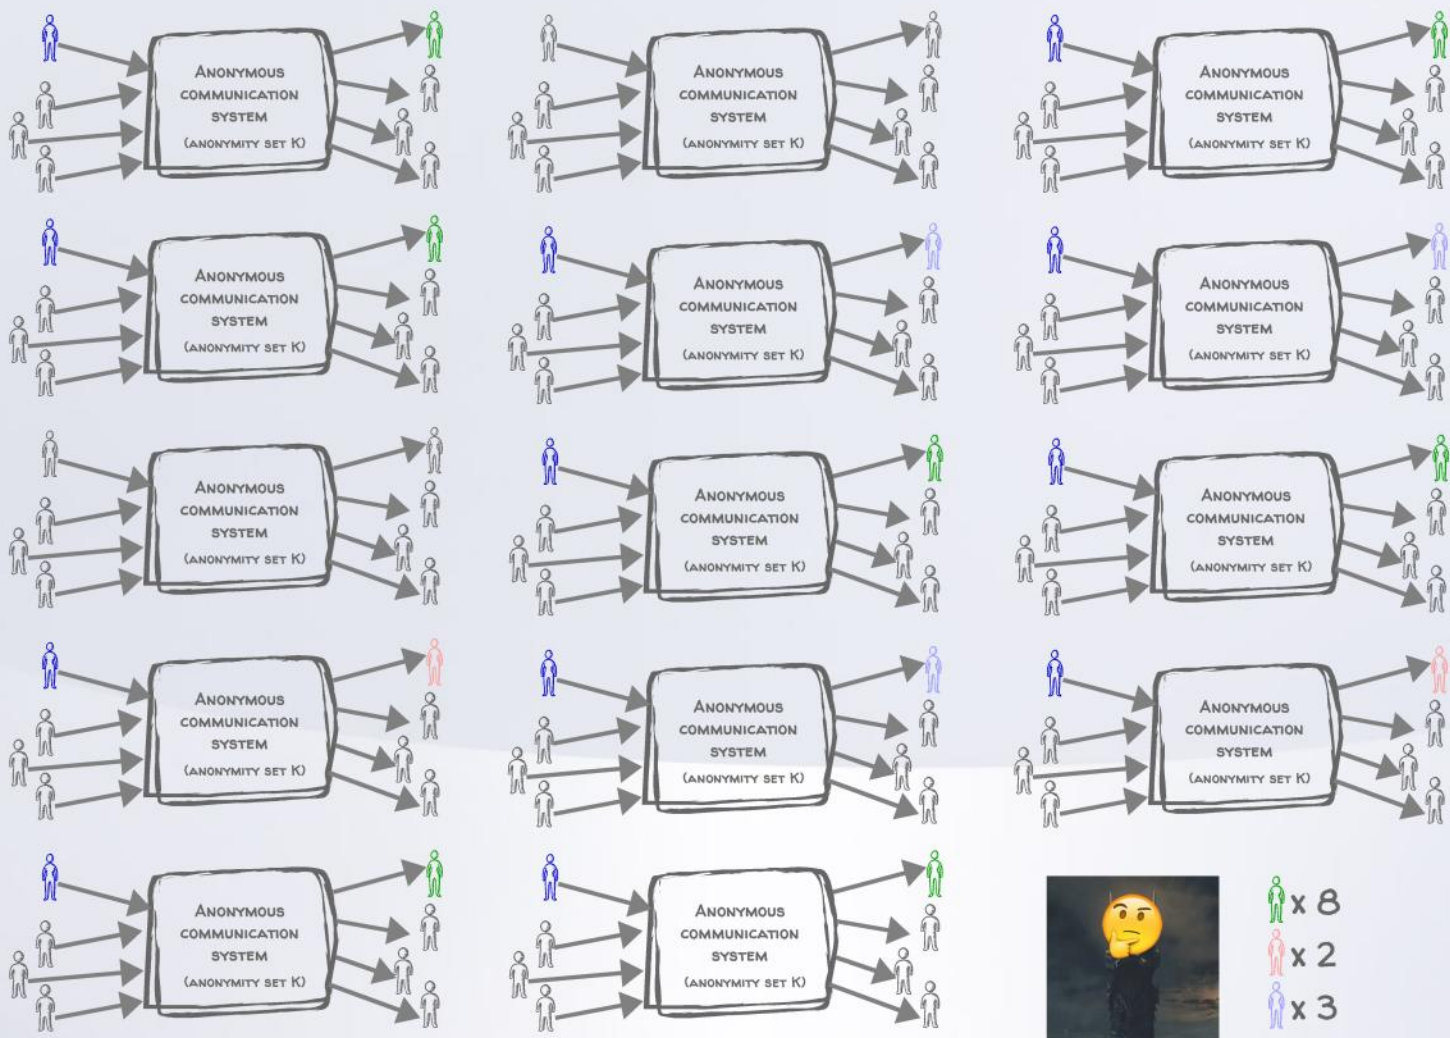 Anonymous
communication
system
(anonymity set K)
Anonymous
communication
system
(anonymity set K)
Anonymous
communication
system
(anonymity set K)
Anonymous
communication
system
(anonymity set K)
Anonymous
communication
system
(anonymity set K)
Anonymous
communication
system
(anonymity set K)
Anonymous
communication
system
(anonymity set K)
Anonymous
communication
system
(anonymity set K)
Anonymous
communication
system
(anonymity set K)
Anonymous
communication
system
(anonymity set K)
Anonymous
communication
system
(anonymity set K)
Anonymous
communication
system
(anonymity set K)
Anonymous
communication
system
(anonymity set K)
Anonymous
communication
system
(anonymity set K)
x 8
x 2
x 3